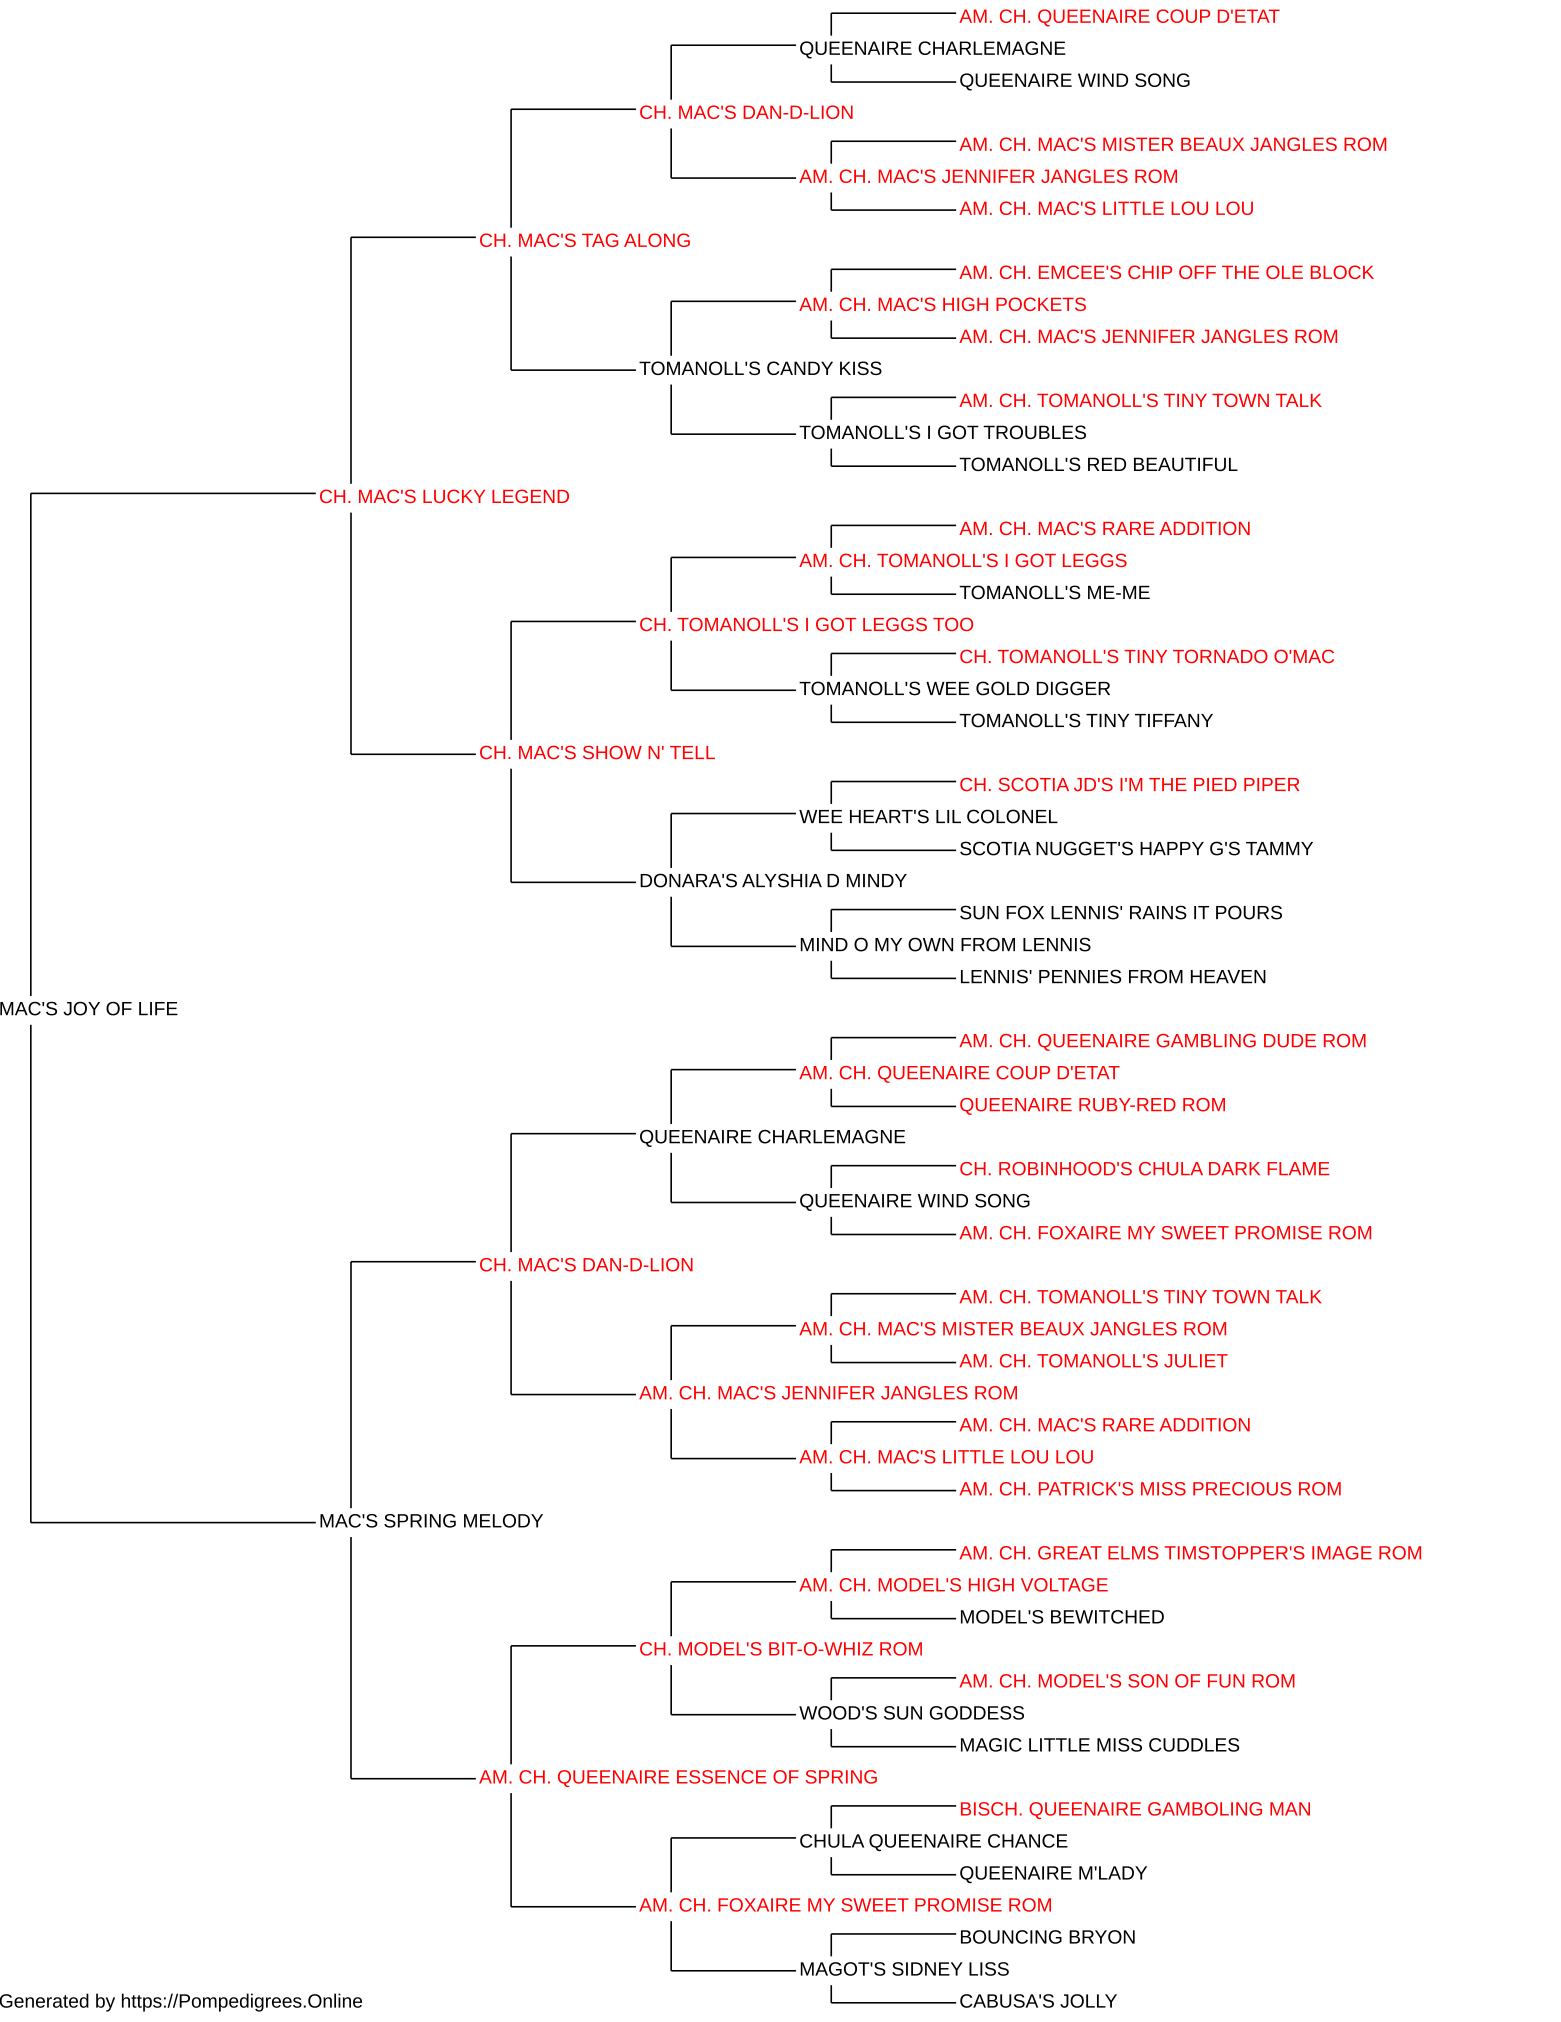 AM. CH. QUEENAIRE COUP D'ETAT
QUEENAIRE CHARLEMAGNE
QUEENAIRE WIND SONG
CH. MAC'S DAN-D-LION
AM. CH. MAC'S MISTER BEAUX JANGLES ROM
AM. CH. MAC'S JENNIFER JANGLES ROM
AM. CH. MAC'S LITTLE LOU LOU
CH. MAC'S TAG ALONG
AM. CH. EMCEE'S CHIP OFF THE OLE BLOCK
AM. CH. MAC'S HIGH POCKETS
AM. CH. MAC'S JENNIFER JANGLES ROM
TOMANOLL'S CANDY KISS
AM. CH. TOMANOLL'S TINY TOWN TALK
TOMANOLL'S I GOT TROUBLES
TOMANOLL'S RED BEAUTIFUL
CH. MAC'S LUCKY LEGEND
AM. CH. MAC'S RARE ADDITION
AM. CH. TOMANOLL'S I GOT LEGGS
TOMANOLL'S ME-ME
CH. TOMANOLL'S I GOT LEGGS TOO
CH. TOMANOLL'S TINY TORNADO O'MAC
TOMANOLL'S WEE GOLD DIGGER
TOMANOLL'S TINY TIFFANY
CH. MAC'S SHOW N' TELL
CH. SCOTIA JD'S I'M THE PIED PIPER
WEE HEART'S LIL COLONEL
SCOTIA NUGGET'S HAPPY G'S TAMMY
DONARA'S ALYSHIA D MINDY
SUN FOX LENNIS' RAINS IT POURS
MIND O MY OWN FROM LENNIS
LENNIS' PENNIES FROM HEAVEN
MAC'S JOY OF LIFE
AM. CH. QUEENAIRE GAMBLING DUDE ROM
AM. CH. QUEENAIRE COUP D'ETAT
QUEENAIRE RUBY-RED ROM
QUEENAIRE CHARLEMAGNE
CH. ROBINHOOD'S CHULA DARK FLAME
QUEENAIRE WIND SONG
AM. CH. FOXAIRE MY SWEET PROMISE ROM
CH. MAC'S DAN-D-LION
AM. CH. TOMANOLL'S TINY TOWN TALK
AM. CH. MAC'S MISTER BEAUX JANGLES ROM
AM. CH. TOMANOLL'S JULIET
AM. CH. MAC'S JENNIFER JANGLES ROM
AM. CH. MAC'S RARE ADDITION
AM. CH. MAC'S LITTLE LOU LOU
AM. CH. PATRICK'S MISS PRECIOUS ROM
MAC'S SPRING MELODY
AM. CH. GREAT ELMS TIMSTOPPER'S IMAGE ROM
AM. CH. MODEL'S HIGH VOLTAGE
MODEL'S BEWITCHED
CH. MODEL'S BIT-O-WHIZ ROM
AM. CH. MODEL'S SON OF FUN ROM
WOOD'S SUN GODDESS
MAGIC LITTLE MISS CUDDLES
AM. CH. QUEENAIRE ESSENCE OF SPRING
BISCH. QUEENAIRE GAMBOLING MAN
CHULA QUEENAIRE CHANCE
QUEENAIRE M'LADY
AM. CH. FOXAIRE MY SWEET PROMISE ROM
BOUNCING BRYON
MAGOT'S SIDNEY LISS
CABUSA'S JOLLY
Generated by https://Pompedigrees.Online